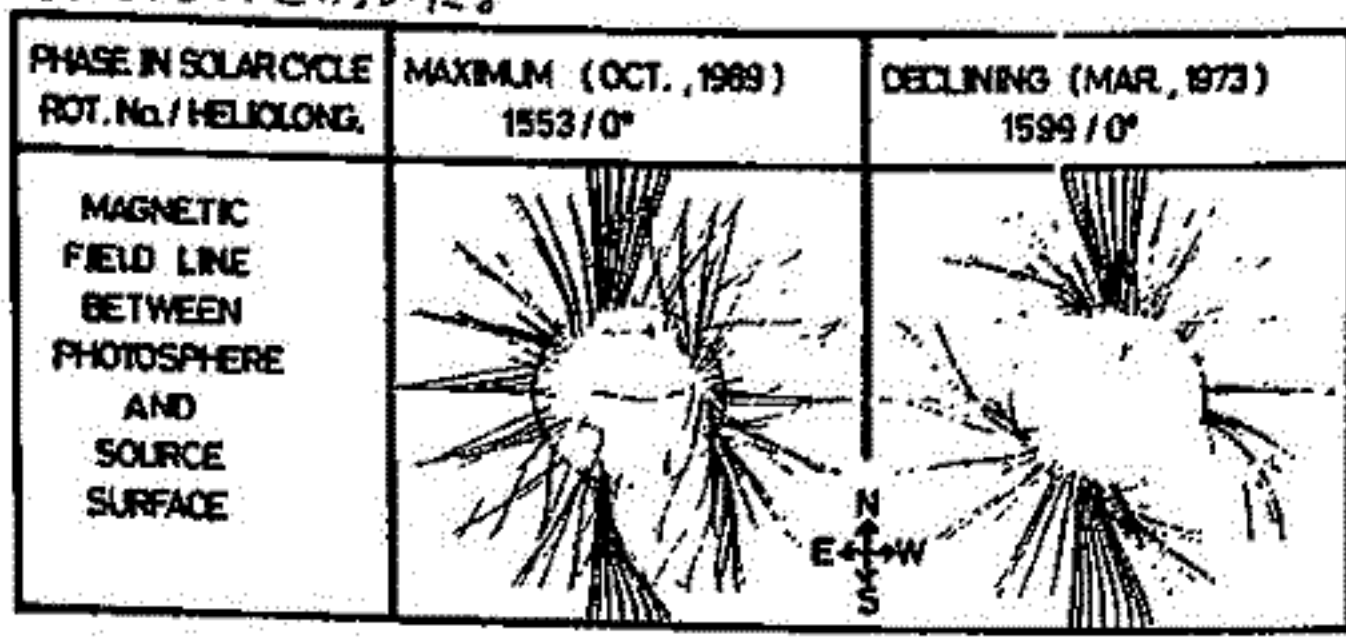 PHASE IN SOLAR CYCLE
ROT. No. / HELIOLONG.
MAXIMUM (OCT., 1969)
1553 / 0°
DECLINING (MAR., 1973)
1599 / 0°
MAGNETIC
FIELD LINE
BETWEEN
PHOTOSPHERE
AND
SOURCE
SURFACE
N
E W
S